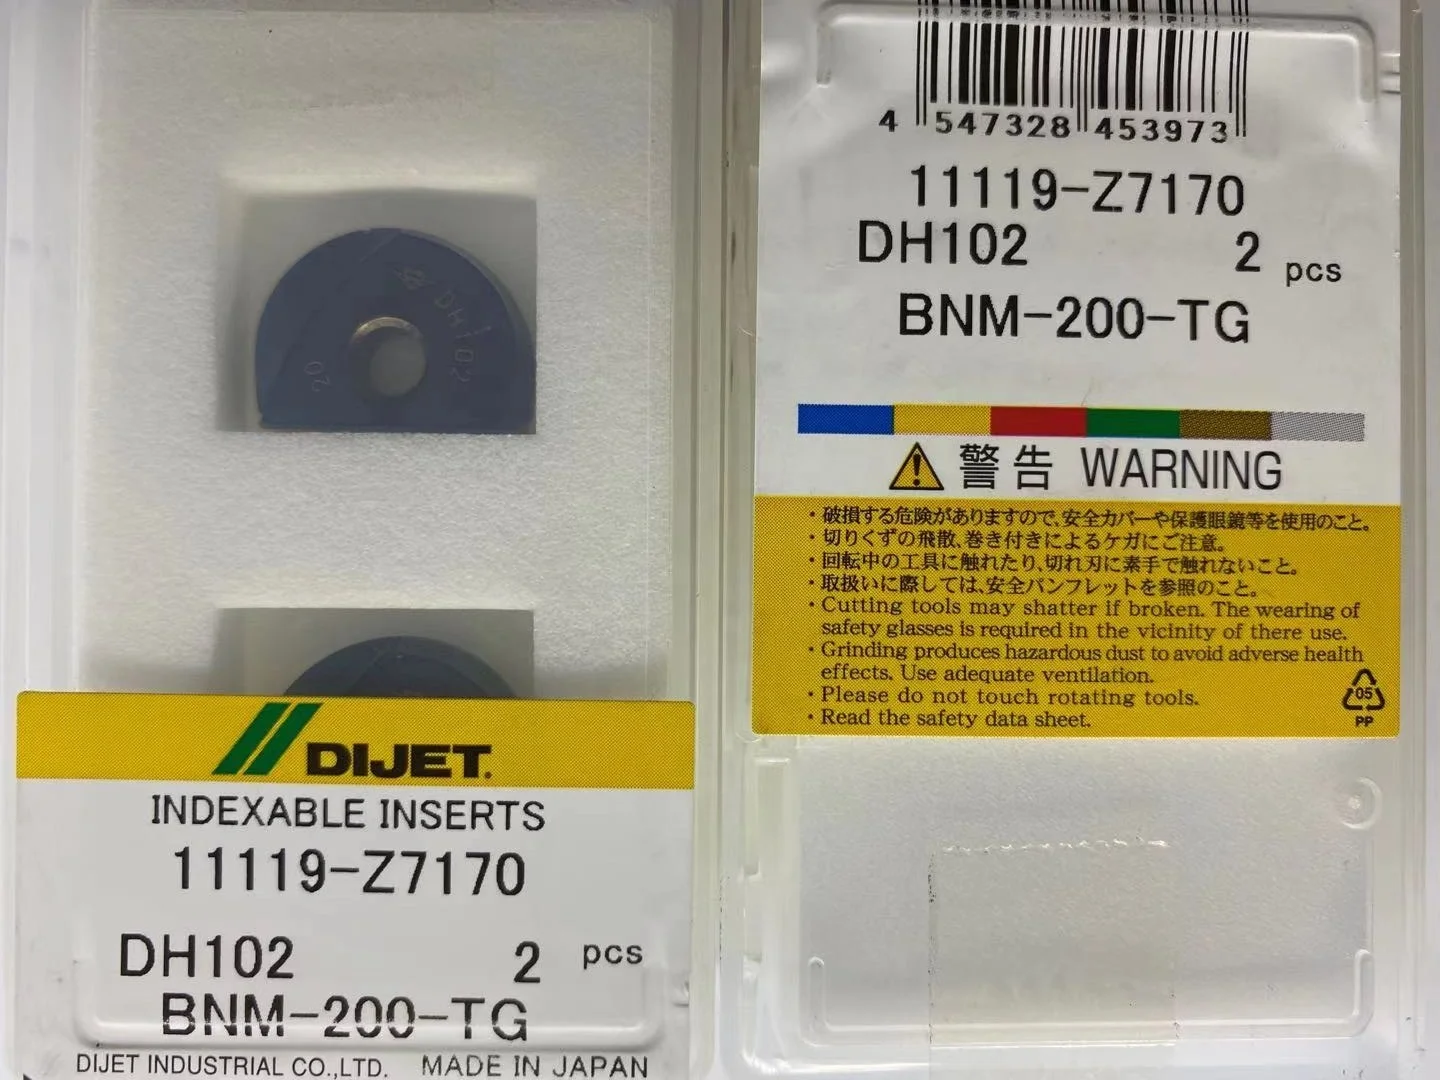 DH102
20
DIJET.
INDEXABLE INSERTS
11119-Z7170
DH102 2 pcs
BNM-200-TG
DIJET INDUSTRIAL CO.,LTD. MADE IN JAPAN
4 547328 453973
11119-Z7170
DH102 2 pcs
BNM-200-TG
警告 WARNING
・破損する危険がありますので、安全カバーや保護眼鏡等を使用のこと。
・切りくずの飛散、巻き付きによるケガにご注意。
・回転中の工具に触れたり、切れ刃に素手で触れないこと。
・取扱いに際しては、安全パンフレットを参照のこと。
・Cutting tools may shatter if broken. The wearing of
safety glasses is required in the vicinity of there use.
・Grinding produces hazardous dust to avoid adverse health
effects. Use adequate ventilation.
・Please do not touch rotating tools.
・Read the safety data sheet.
05
PP